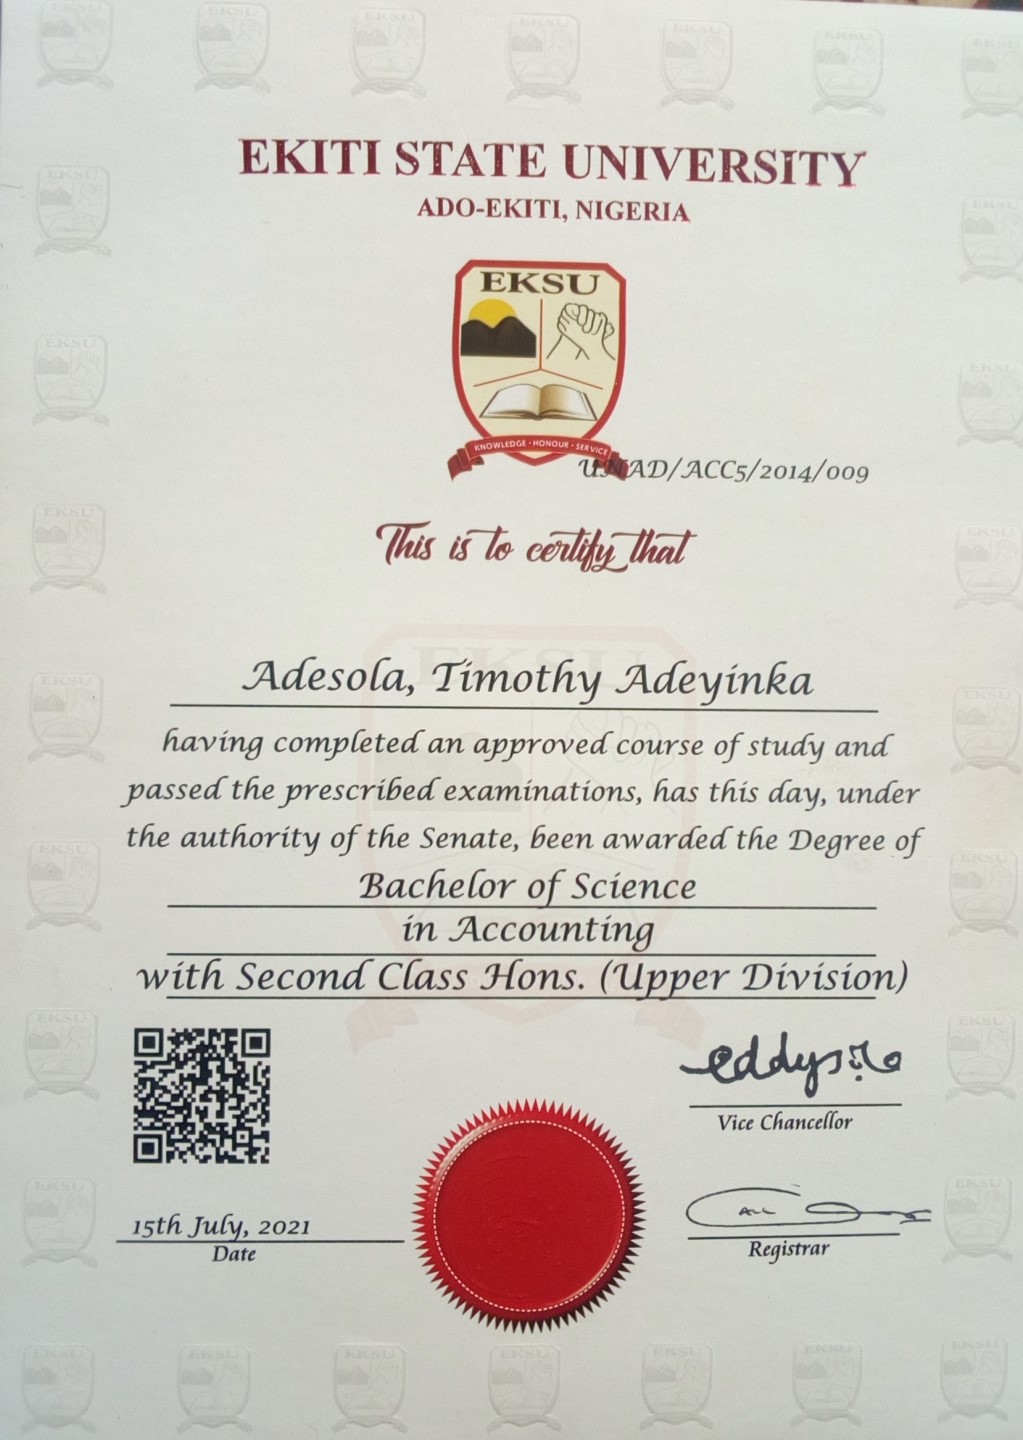 EKITI STATE UNIVERSITY
ADO-EKITI, NIGERIA
EKSU
KNOWLEDGE · HONOUR · SERVICE
UNAD/ACC5/2014/009
This is to certify that
Adesola, Timothy Adeyinka
having completed an approved course of study and
passed the prescribed examinations, has this day, under
the authority of the Senate, been awarded the Degree of
Bachelor of Science
in Accounting
with Second Class Hons. (Upper Division)
Vice Chancellor
15th July, 2021
Date
Registrar